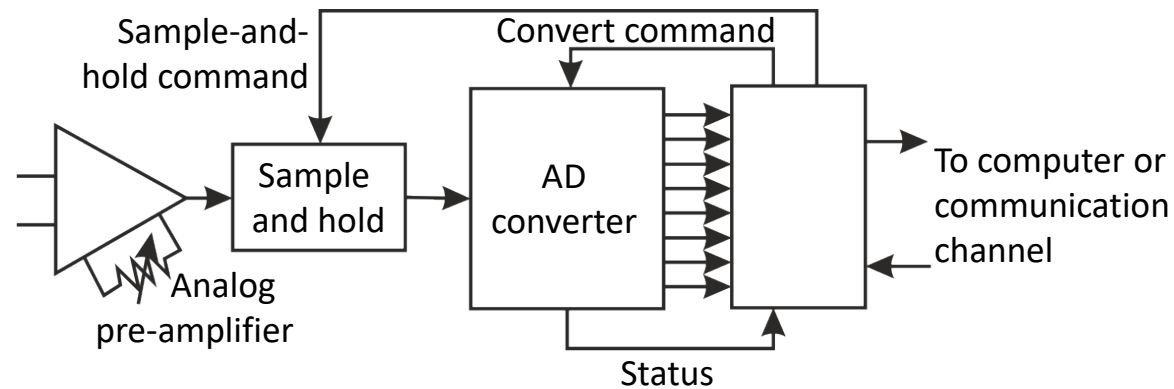 Sample-and-
hold command
Convert command
Sample
and hold
AD
converter
To computer or
communication
channel
Analog
pre-amplifier
Status